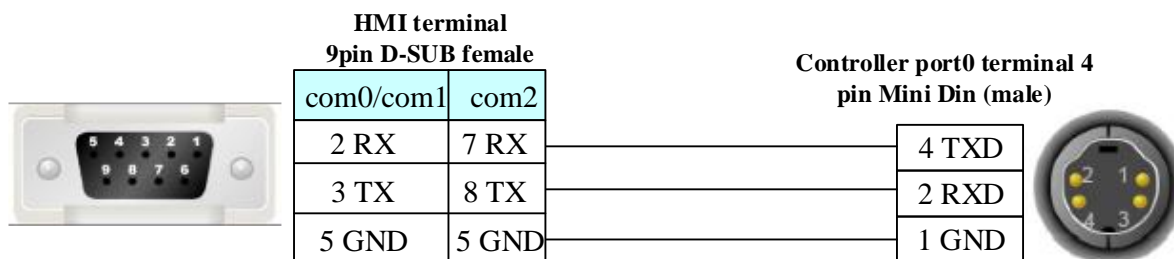 HMI terminal
9pin D-SUB female
com0/com1 com2
2 RX 7 RX
3 TX 8 TX
5 GND 5 GND
Controller port0 terminal 4
pin Mini Din (male)
4 TXD
2 RXD
1 GND
5 4 3 2 1
9 8 7 6
2 1
4 3